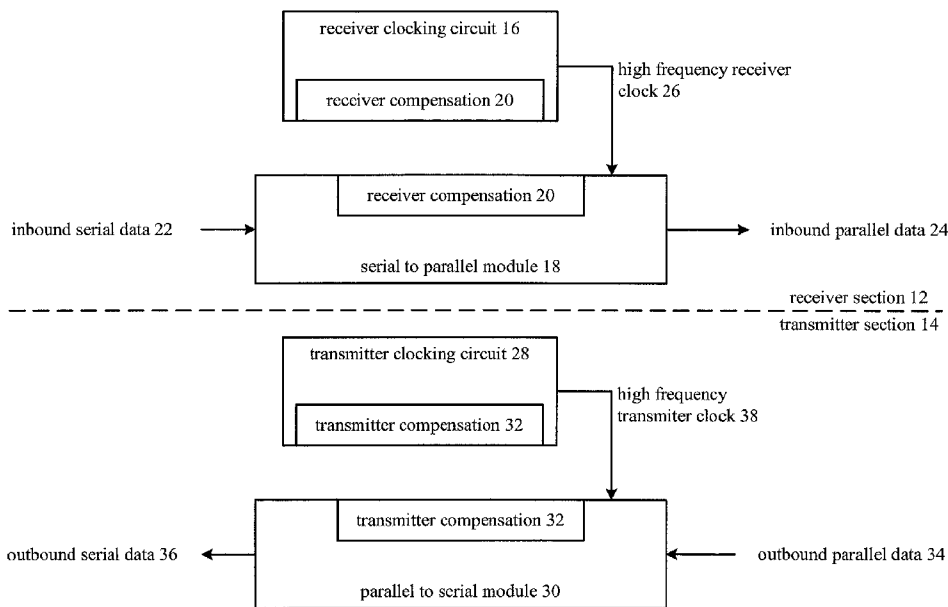 receiver clocking circuit 16
receiver compensation 20
high frequency receiver
clock 26
receiver compensation 20
inbound serial data 22
inbound parallel data 24
serial to parallel module 18
receiver section 12
transmitter section 14
transmitter clocking circuit 28
transmitter compensation 32
high frequency
transmiter clock 38
transmitter compensation 32
outbound serial data 36
outbound parallel data 34
parallel to serial module 30